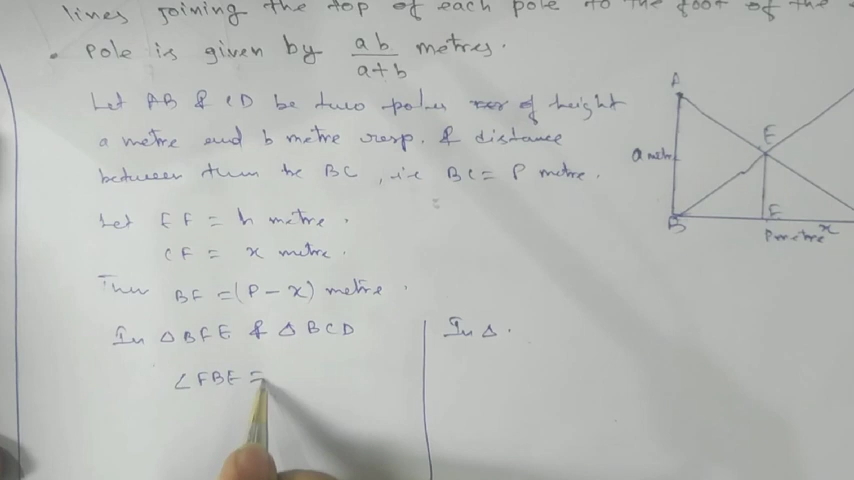 lines joining the top of each pole to the foot of the
• Pole is given by ab/a+b metres.
Let AB & CD be two poles of height
a metre and b metre resp. & distance
between them be BC, i.e BC = P metre.
Let EF = h metre.
CF = x metre.
Then BF = (P - x) metre.
In △BFE & △BCD
∠FBE =
In △.
A
E
a metre
B
E
P metre
x